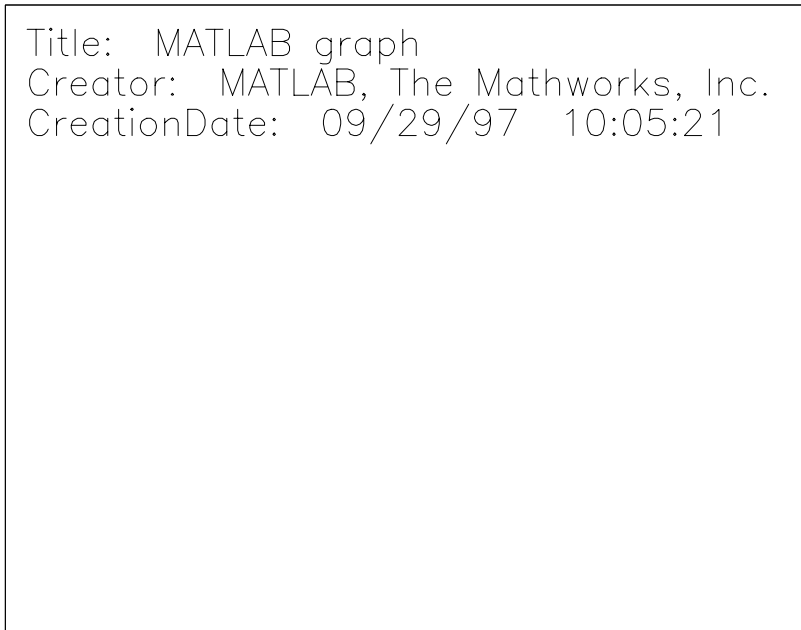 Title: MATLAB graph
Creator: MATLAB, The Mathworks, Inc.
CreationDate: 09/29/97 10:05:21